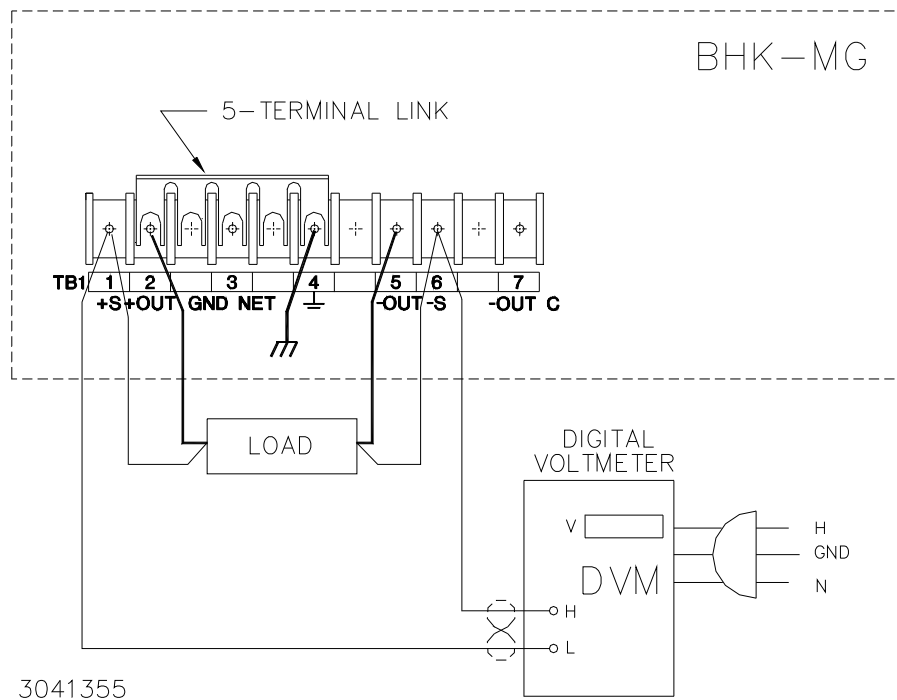 BHK-MG
5-TERMINAL LINK
TB1 1 2 3 4 5 6 7
+S +OUT GND NET -OUT -S -OUT C
LOAD
DIGITAL
VOLTMETER
V
H
DVM
GND
N
H
L
3041355